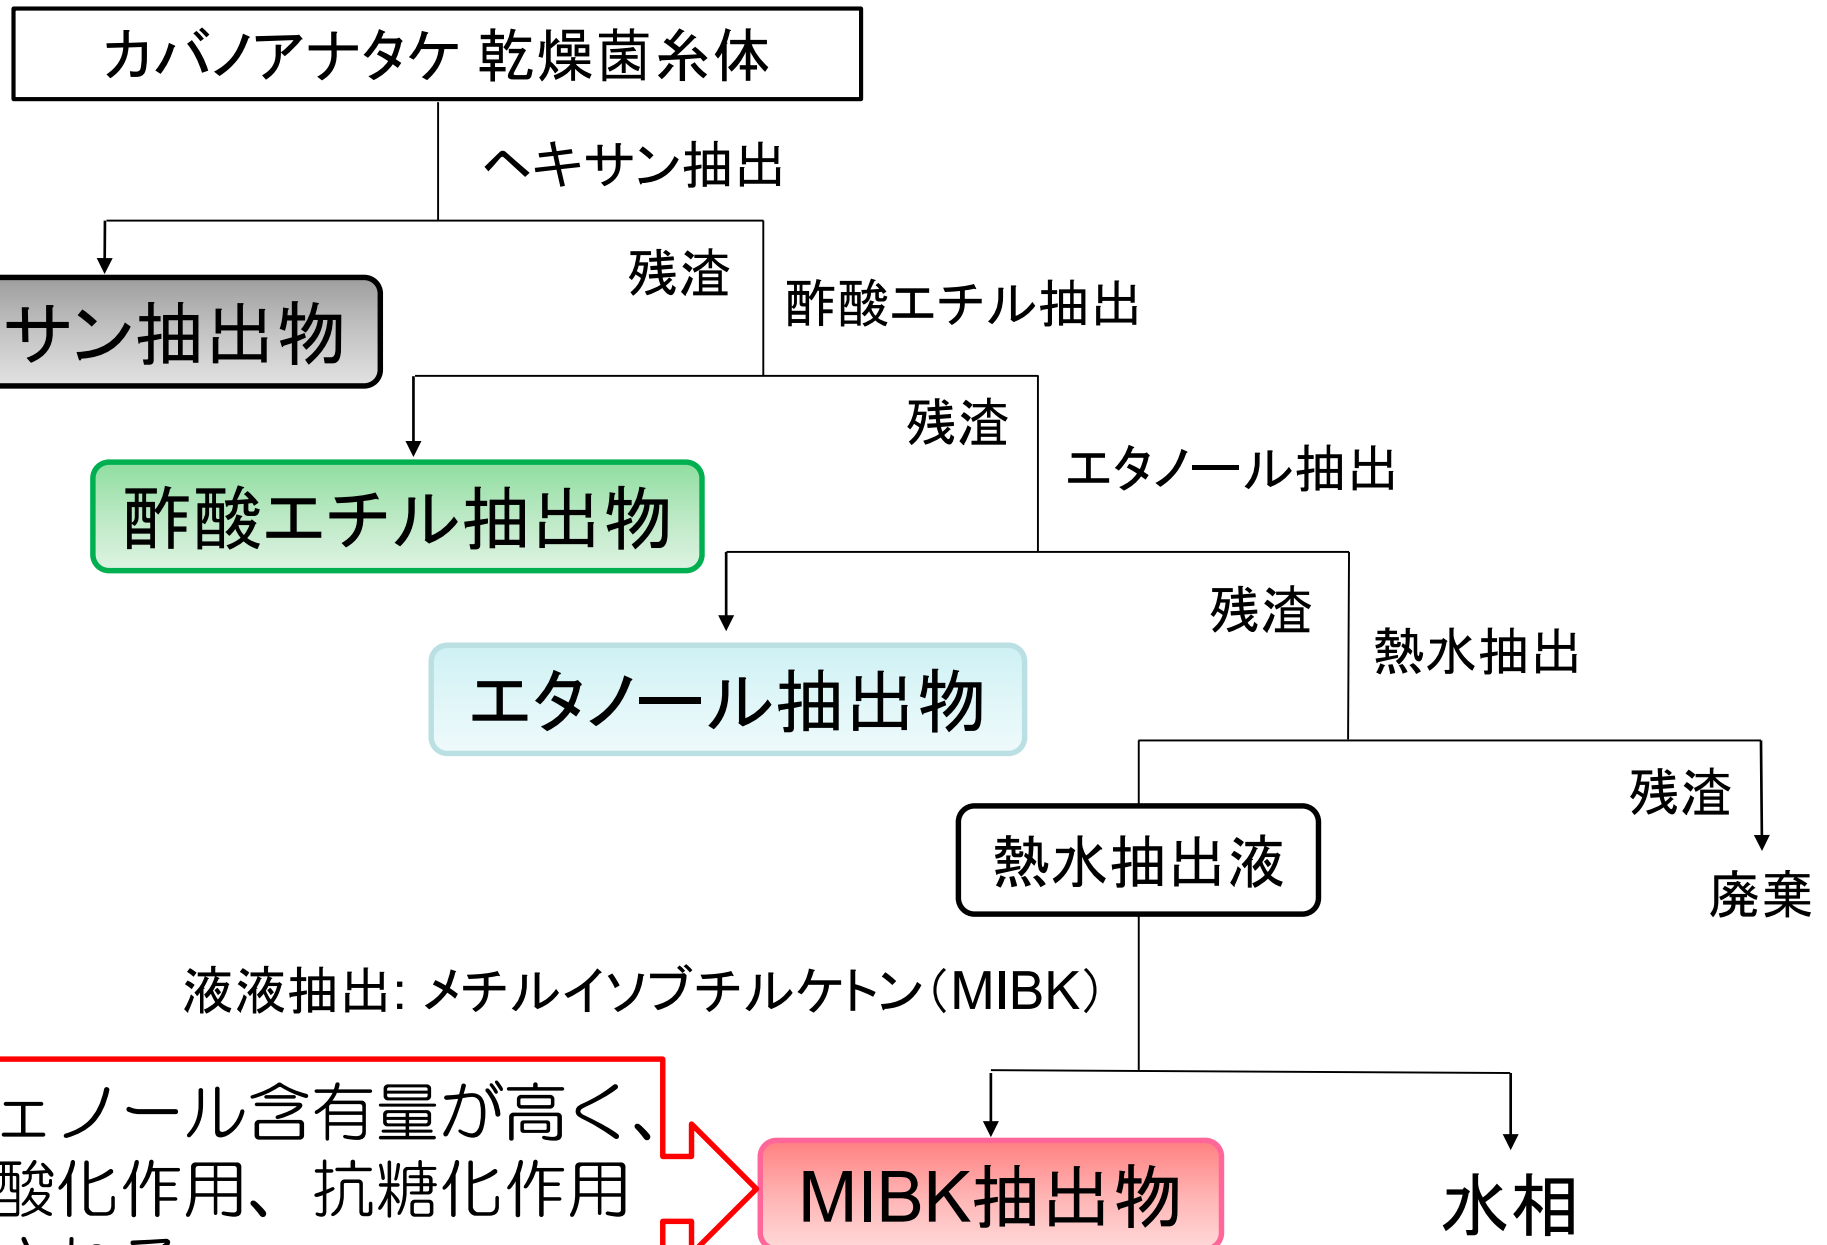 カバノアナタケ 乾燥菌糸体
ヘキサン抽出
残渣
酢酸エチル抽出
サン抽出物
残渣
エタノール抽出
酢酸エチル抽出物
残渣
熱水抽出
エタノール抽出物
残渣
熱水抽出液
廃棄
液液抽出: メチルイソブチルケトン（MIBK）
ェノール含有量が高く、
酸化作用、抗糖化作用
MIBK抽出物
水相